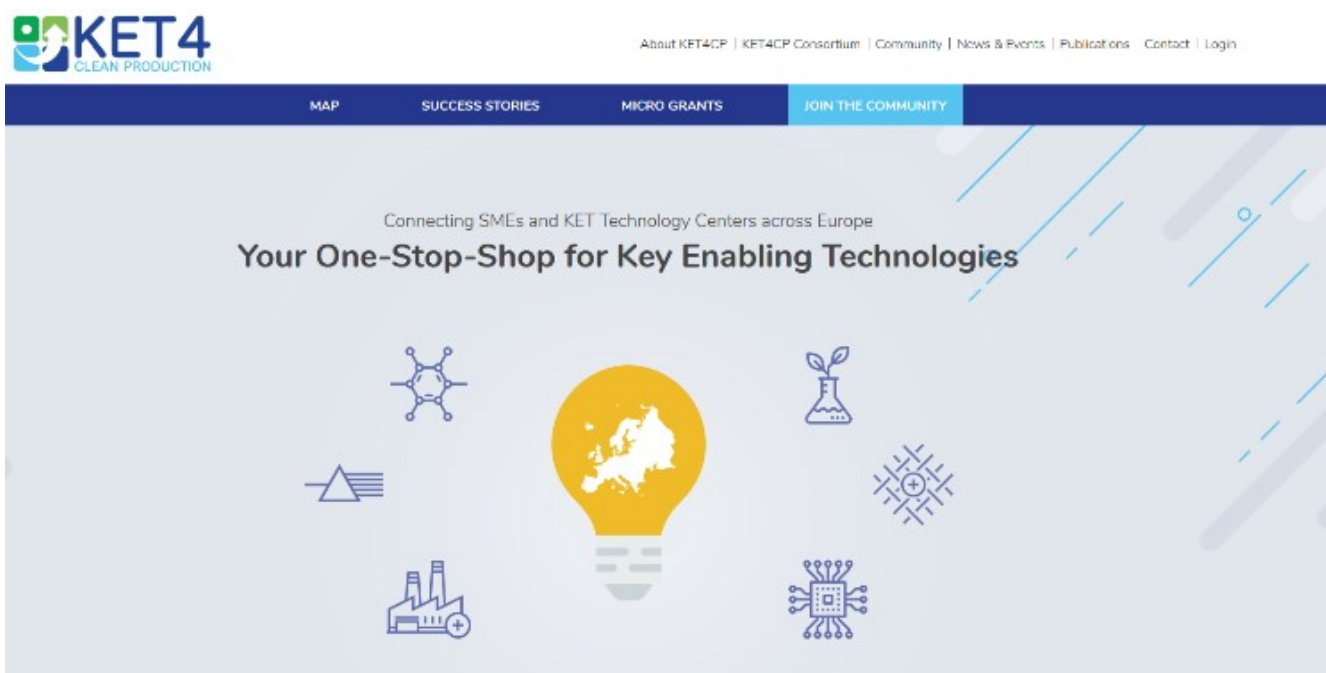 KET4
CLEAN PRODUCTION
About KET4CP | KET4CP Consortium | Community | News & Events | Publications Contact | Login
MAP SUCCESS STORIES MICRO GRANTS JOIN THE COMMUNITY
Connecting SMEs and KET Technology Centers across Europe
Your One-Stop-Shop for Key Enabling Technologies